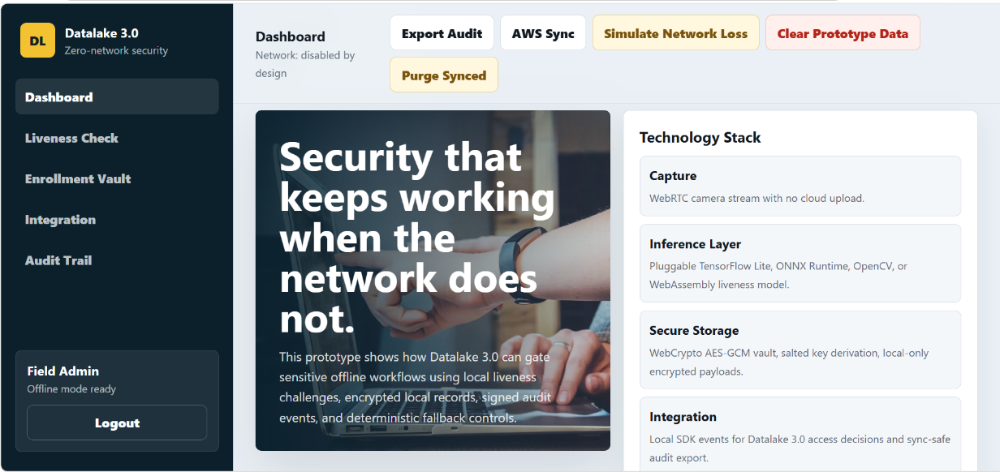 DL
Datalake 3.0
Zero-network security
Dashboard
Liveness Check
Enrollment Vault
Integration
Audit Trail
Field Admin
Offline mode ready
Logout
Dashboard
Network: disabled by
design
Export Audit
AWS Sync
Simulate Network Loss
Clear Prototype Data
Purge Synced
Security that
keeps working
when the
network does
not.
This prototype shows how Datalake 3.0 can gate
sensitive offline workflows using local liveness
challenges, encrypted local records, signed audit
events, and deterministic fallback controls.
Technology Stack
Capture
WebRTC camera stream with no cloud upload.
Inference Layer
Pluggable TensorFlow Lite, ONNX Runtime, OpenCV, or
WebAssembly liveness model.
Secure Storage
WebCrypto AES-GCM vault, salted key derivation, local-only
encrypted payloads.
Integration
Local SDK events for Datalake 3.0 access decisions and sync-safe
audit export.